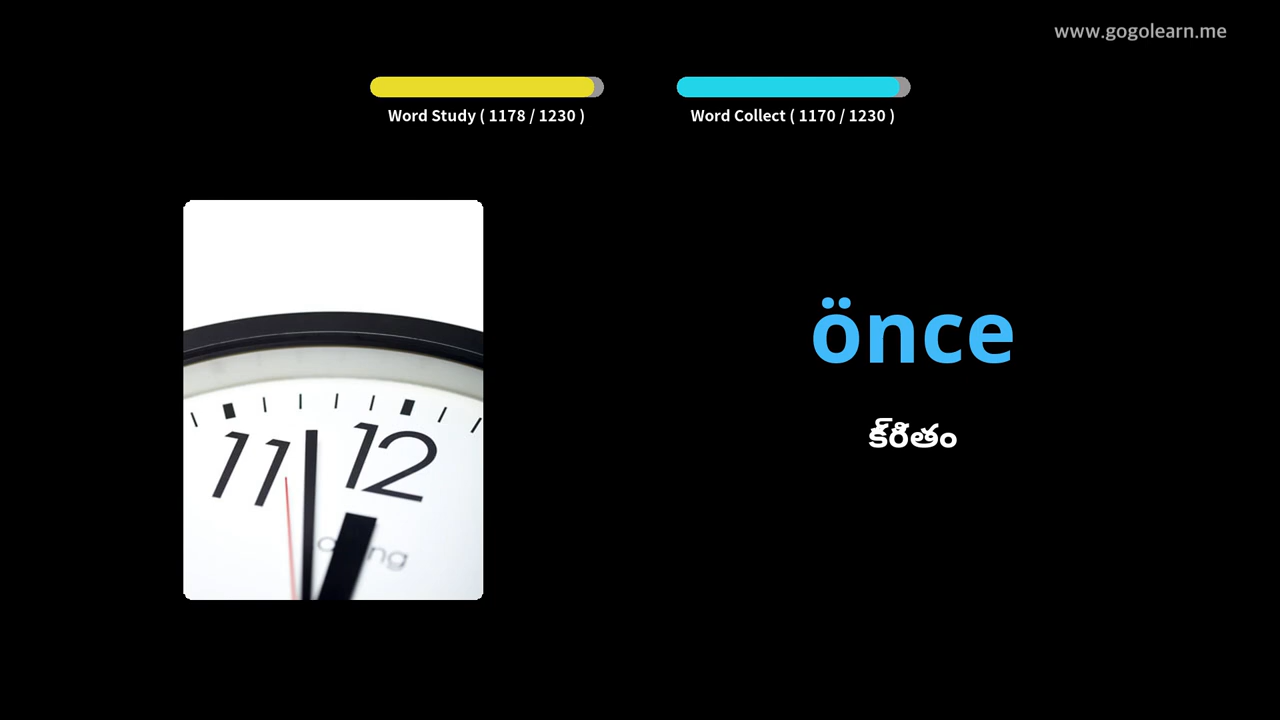 www.gogolearn.me
Word Study ( 1178 / 1230 )
Word Collect ( 1170 / 1230 )
önce
క్రితం
11 12